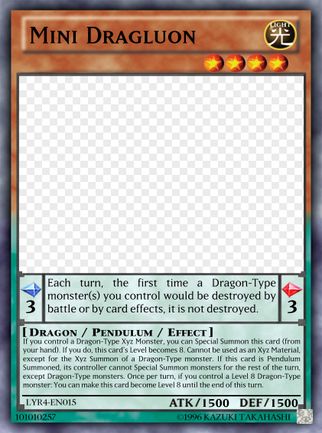 Mini Dragluon
LIGHT
光
Each turn, the first time a Dragon-Type
monster(s) you control would be destroyed by
battle or by card effects, it is not destroyed.
3
3
[ Dragon / Pendulum / Effect ]
If you control a Dragon-Type Xyz Monster, you can Special Summon this card (from
your hand). If you do, this card's Level becomes 8. Cannot be used as an Xyz Material,
except for the Xyz Summon of a Dragon-Type monster. If this card is Pendulum
Summoned, its controller cannot Special Summon monsters for the rest of the turn,
except Dragon-Type monsters. Once per turn, if you control a Level 8 Dragon-Type
monster: You can make this card become Level 8 until the end of this turn.
LYR4-EN015
ATK/1500 DEF/1500
101010257
©1996 KAZUKI TAKAHASHI